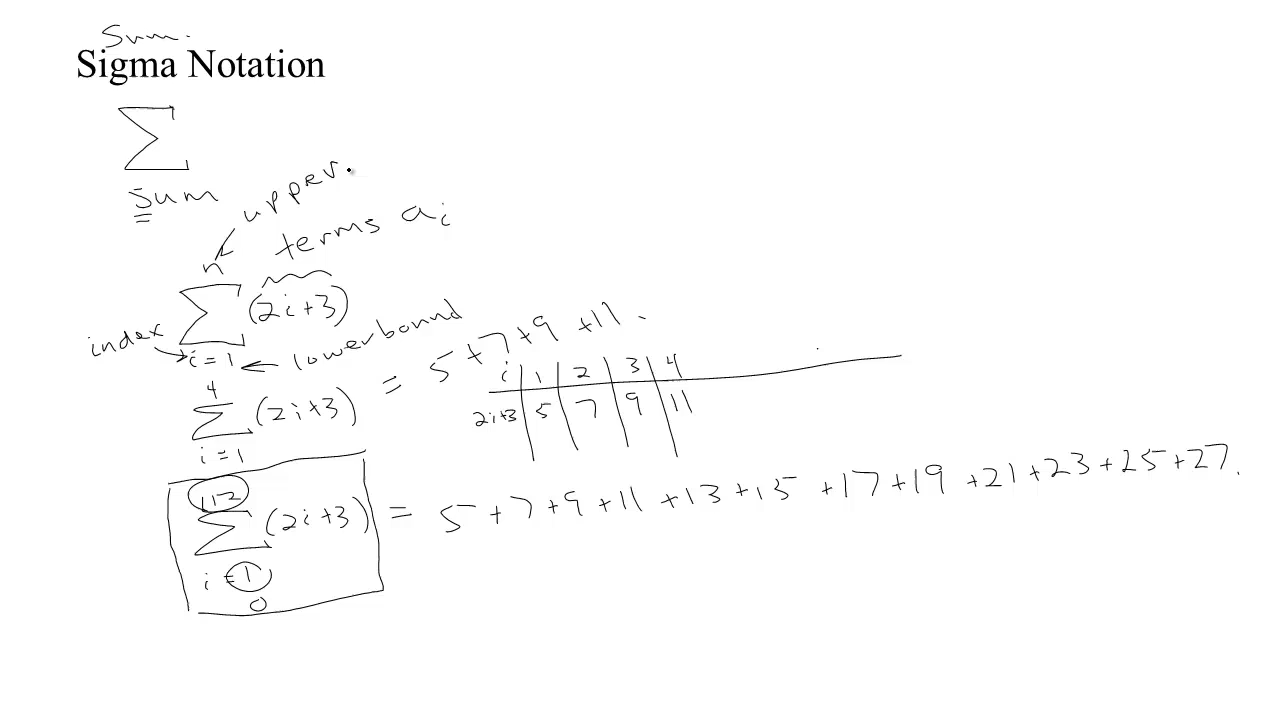 Sum.
Sigma Notation
∑
Sum
upper.
terms aᵢ
n
∑ (2i+3)
index
i = 1
lowerbound
4
∑ (2i+3) = 5+7+9+11.
i = 1
i 1 2 3 4
2i+3 5 7 9 11
12
∑ (2i+3) = 5+7+9+11+13+15+17+19+21+23+25+27.
i = 1
0